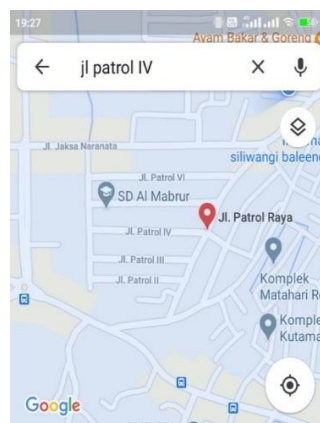 19:27
Ayam Bakar & Goreng
jl patrol IV
Jl. Jaksa Naranata
siliwangi baleen
Jl. Patrol VI
SD Al Mabrur
Jl. Patrol Raya
Jl. Patrol IV
Jl. Patrol III
Jl. Patrol II
Komplek
Matahari R
Komple
Kutama
Google